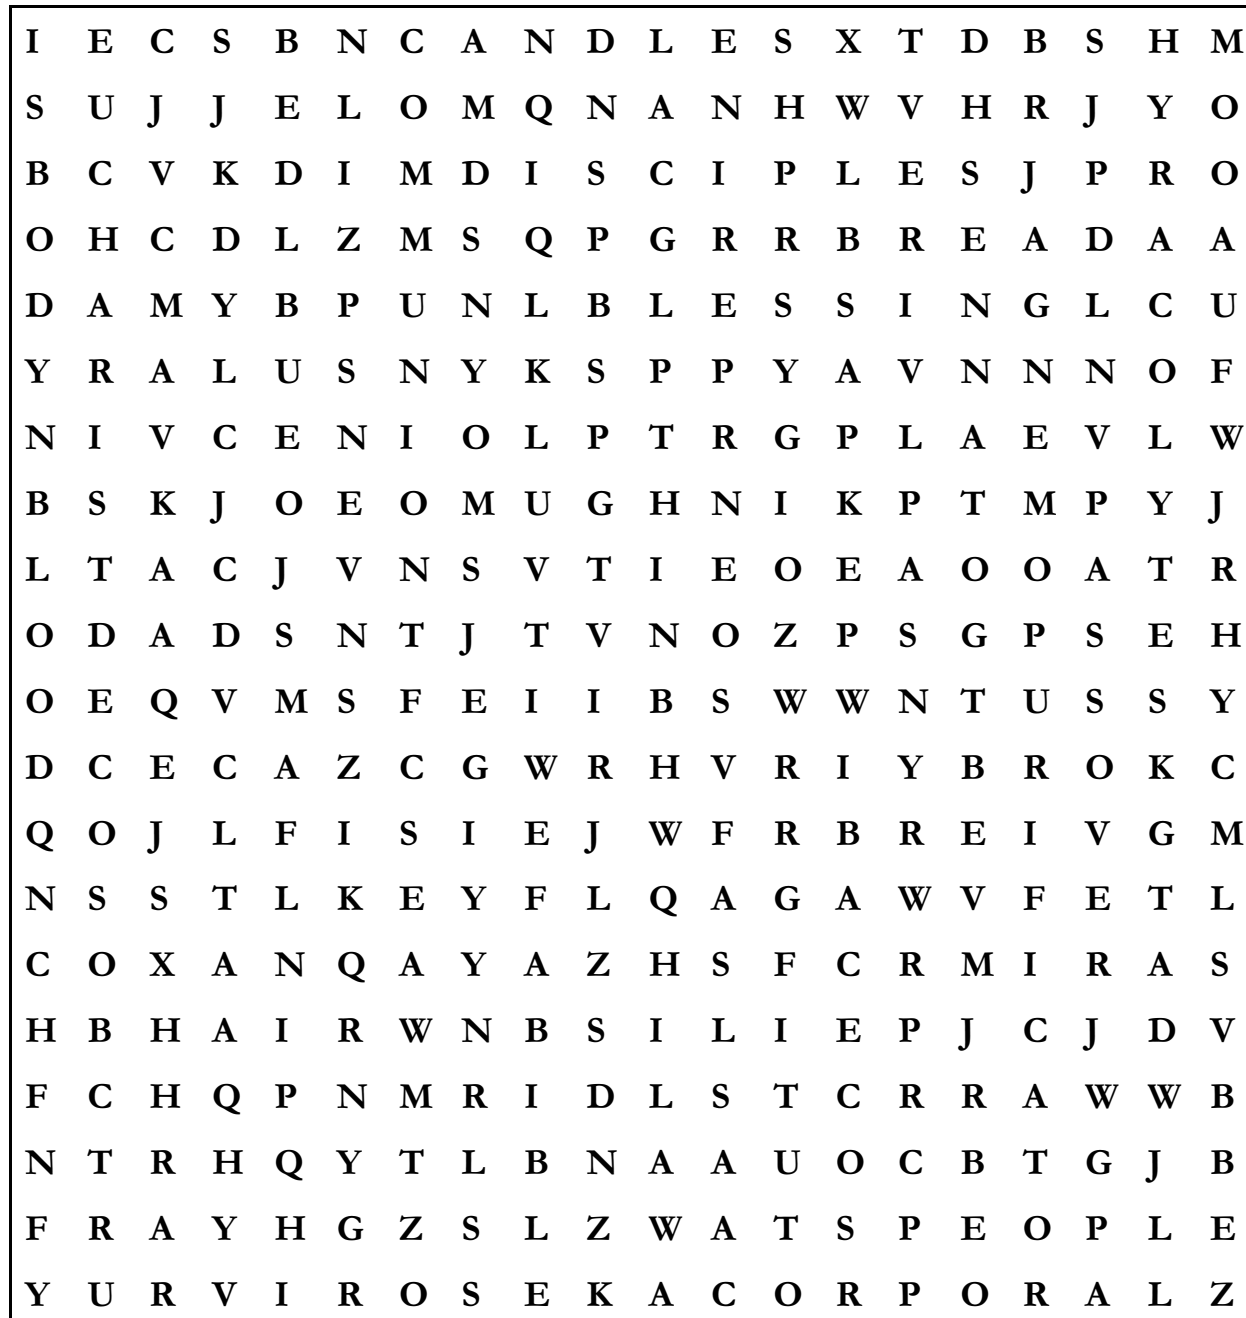 I E C S B N C A N D L E S X T D B S H M
S U J J E L O M Q N A N H W V H R J Y O
B C V K D I M D I S C I P L E S J P R O
O H C D L Z M S Q P G R R B R E A D A A
D A M Y B P U N L B L E S S I N G L C U
Y R A L U S N Y K S P P Y A V N N N O F
N I V C E N I O L P T R G P L A E V L W
B S K J O E O M U G H N I K P T M P Y J
L T A C J V N S V T I E O E A O O A T R
O D A D S N T J T V N O Z P S G P S E H
O E Q V M S F E I I B S W W N T U S S Y
D C E C A Z C G W R H V R I Y B R O K C
Q O J L F I S I E J W F R B R E I V G M
N S S T L K E Y F L Q A G A W V F E T L
C O X A N Q A Y A Z H S F C R M I R A S
H B H A I R W N B S I L I E P J C J D V
F C H Q P N M R I D L S T C R R A W W B
N T R H Q Y T L B N A A U O C B T G J B
F R A Y H G Z S L Z W A T S P E O P L E
Y U R V I R O S E K A C O R P O R A L Z